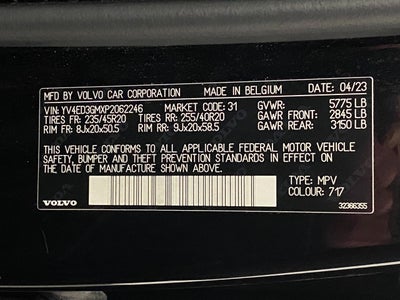 MFD BY VOLVO CAR CORPORATION MADE IN BELGIUM DATE: 04/23
VIN: YV4ED3GMXP2062246 MARKET CODE: 31 GVWR: 5775 LB
TIRES FR: 235/45R20 TIRES RR: 255/40R20 GAWR FRONT: 2845 LB
RIM FR: 8Jx20x50.5 RIM RR: 9Jx20x58.5 GAWR REAR: 3150 LB
THIS VEHICLE CONFORMS TO ALL APPLICABLE FEDERAL MOTOR VEHICLE
SAFETY, BUMPER AND THEFT PREVENTION STANDARDS IN EFFECT ON THE
DATE OF MANUFACTURE SHOWN ABOVE.
TYPE: MPV
COLOUR: 717
VOLVO 32366355